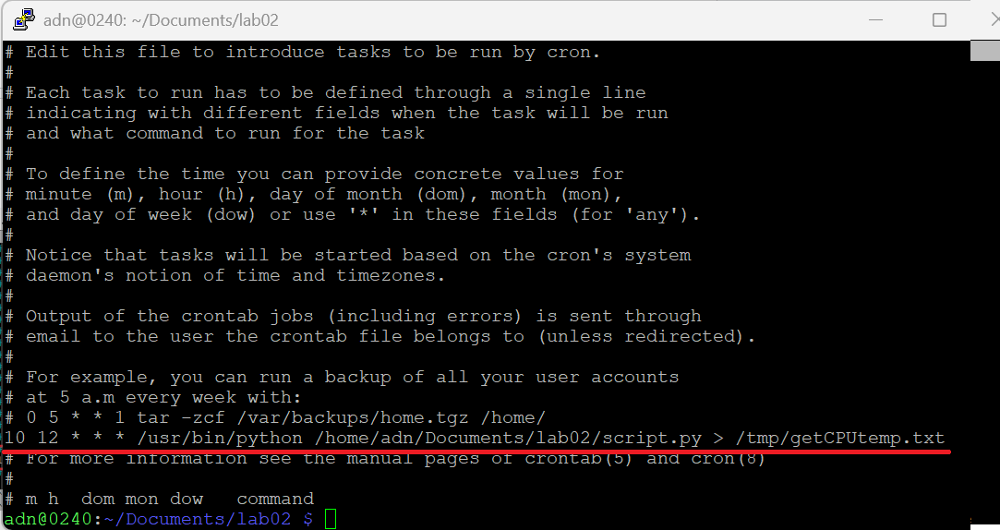 adn@0240: ~/Documents/lab02
# Edit this file to introduce tasks to be run by cron.
#
# Each task to run has to be defined through a single line
# indicating with different fields when the task will be run
# and what command to run for the task
#
# To define the time you can provide concrete values for
# minute (m), hour (h), day of month (dom), month (mon),
# and day of week (dow) or use '*' in these fields (for 'any').
#
# Notice that tasks will be started based on the cron's system
# daemon's notion of time and timezones.
#
# Output of the crontab jobs (including errors) is sent through
# email to the user the crontab file belongs to (unless redirected).
#
# For example, you can run a backup of all your user accounts
# at 5 a.m every week with:
# 0 5 * * 1 tar -zcf /var/backups/home.tgz /home/
10 12 * * * /usr/bin/python /home/adn/Documents/lab02/script.py > /tmp/getCPUtemp.txt
# For more information see the manual pages of crontab(5) and cron(8)
#
# m h  dom mon dow   command
adn@0240:~/Documents/lab02 $